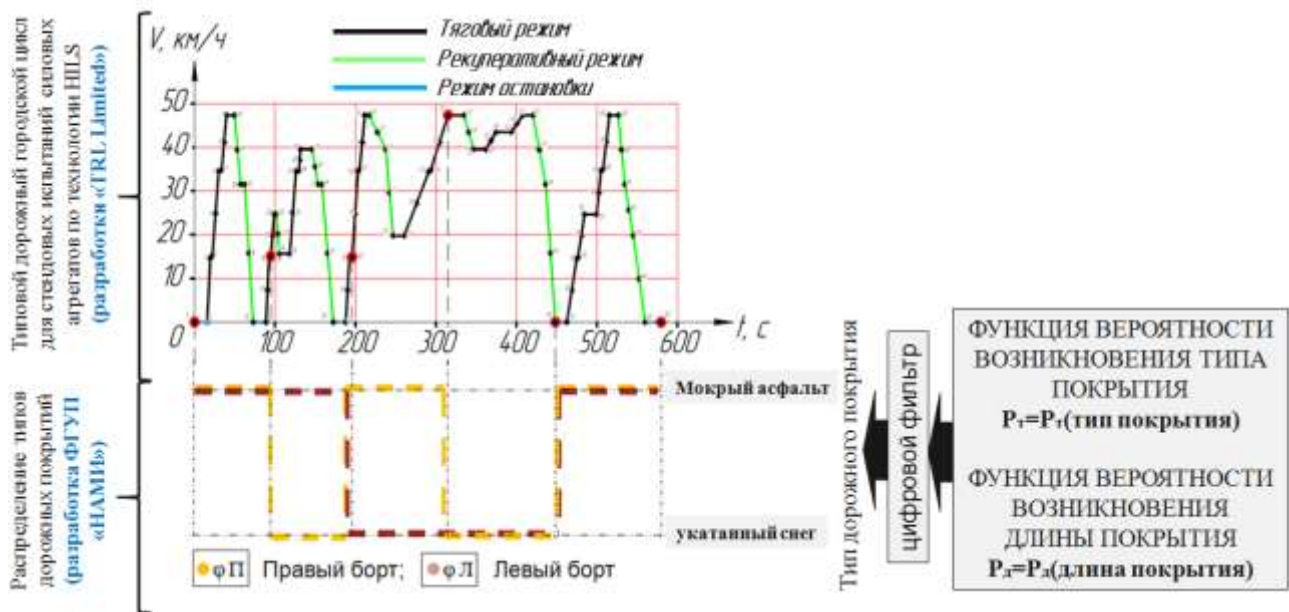 Типовой дорожный городской цикл
для стендовых испытаний силовых
агрегатов по технологии HILS
(разработки «TRL Limited»)
V, км/ч
Тяговый режим
Рекуперативный режим
Режим остановки
50
40
30
20
10
0
100
200
300
400
500
600
t, с
Распределение типов
дорожных покрытий
(разработка ФГУП
«НАМИ»)
Мокрый асфальт
укатанный снег
φ П Правый борт;
φ Л Левый борт
Тип дорожного покрытия
цифровой фильтр
ФУНКЦИЯ ВЕРОЯТНОСТИ
ВОЗНИКНОВЕНИЯ ТИПА
ПОКРЫТИЯ
Pт=Pт(тип покрытия)
ФУНКЦИЯ ВЕРОЯТНОСТИ
ВОЗНИКНОВЕНИЯ
ДЛИНЫ ПОКРЫТИЯ
Pд=Pд(длина покрытия)